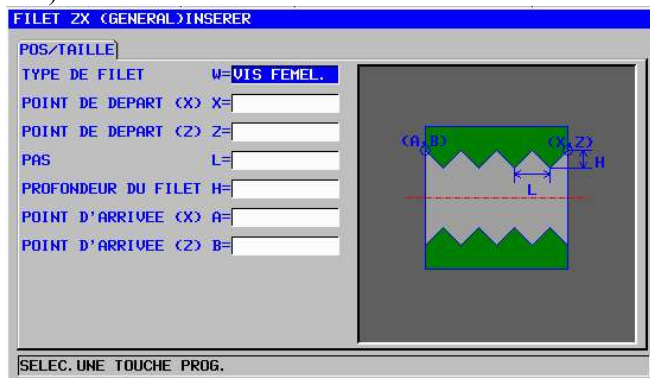 FILET ZX (GENERAL)INSERER
POS/TAILLE
TYPE DE FILET W=VIS FEMEL.
POINT DE DEPART (X) X=
POINT DE DEPART (Z) Z=
PAS L=
PROFONDEUR DU FILET H=
POINT D'ARRIVEE (X) A=
POINT D'ARRIVEE (Z) B=
(A,B) (X,Z)
H
L
SELEC.UNE TOUCHE PROG.